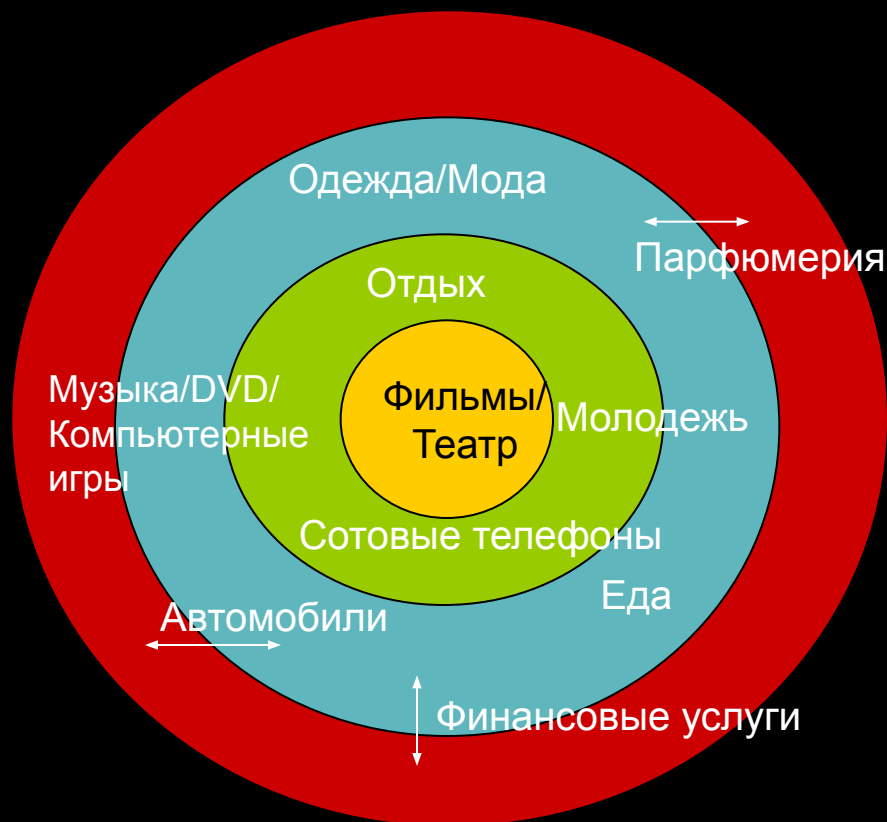 Одежда/Мода
Парфюмерия
Отдых
Музыка/DVD/
Компьютерные
игры
Фильмы/
Театр
Молодежь
Сотовые телефоны
Еда
Автомобили
Финансовые услуги